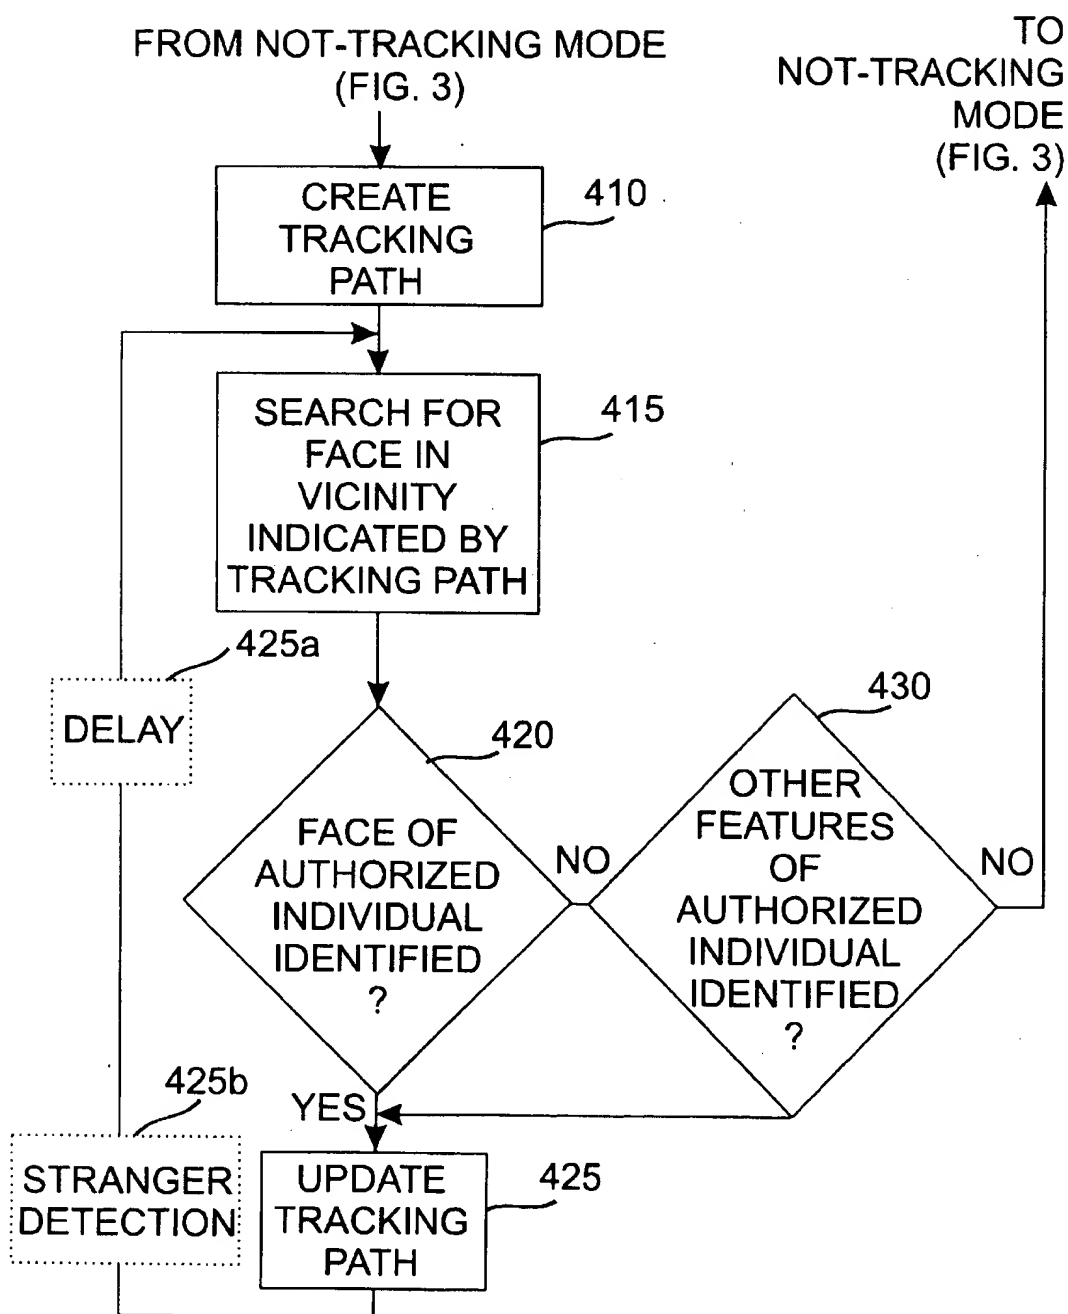 FROM NOT-TRACKING MODE
(FIG. 3)
TO
NOT-TRACKING
MODE
(FIG. 3)
CREATE
TRACKING
PATH
410
SEARCH FOR
FACE IN
VICINITY
INDICATED BY
TRACKING PATH
415
425a
DELAY
420
FACE OF
AUTHORIZED
INDIVIDUAL
IDENTIFIED
?
NO
430
OTHER
FEATURES
OF
AUTHORIZED
INDIVIDUAL
IDENTIFIED
?
NO
YES
425b
STRANGER
DETECTION
UPDATE
TRACKING
PATH
425